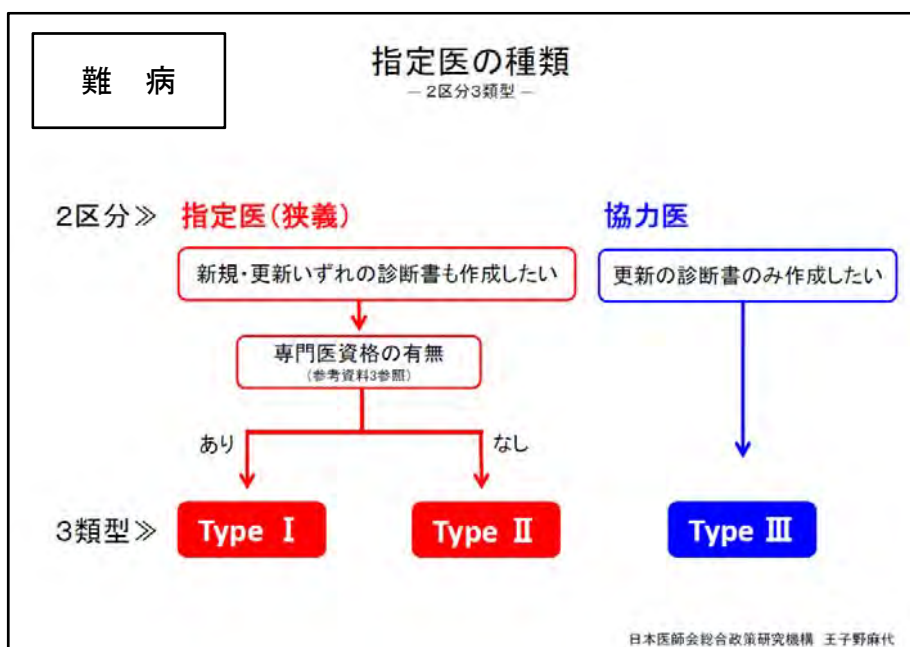 難 病
指定医の種類
― 2区分3類型 ―
2区分≫ 指定医(狭義) 協力医
新規・更新いずれの診断書も作成したい 更新の診断書のみ作成したい
専門医資格の有無
(参考資料3参照)
あり なし
3類型≫ Type Ⅰ Type Ⅱ Type Ⅲ
日本医師会総合政策研究機構 王子野麻代